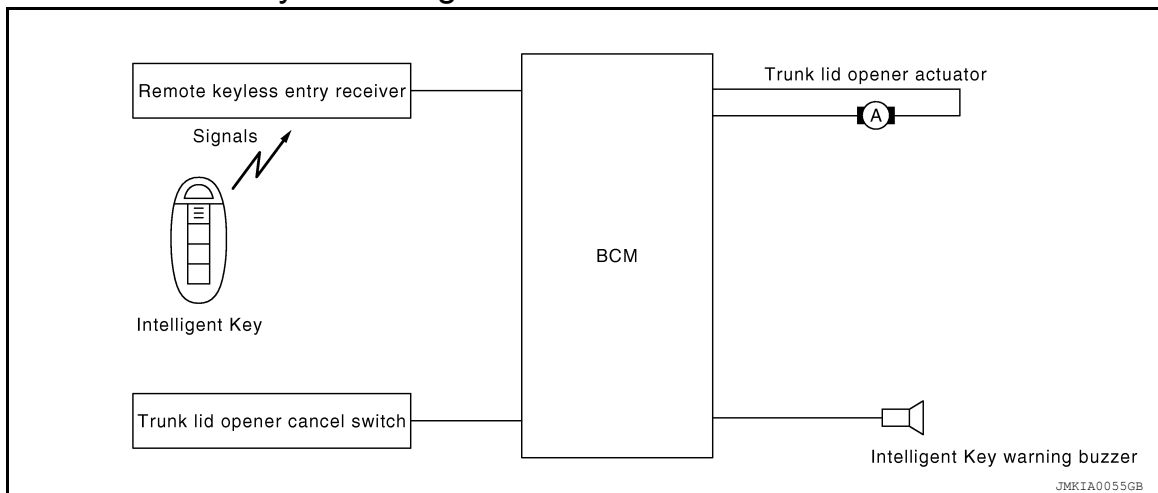 Remote keyless entry receiver
Signals
Intelligent Key
Trunk lid opener cancel switch
BCM
Trunk lid opener actuator
A
Intelligent Key warning buzzer
JMKIA0055GB